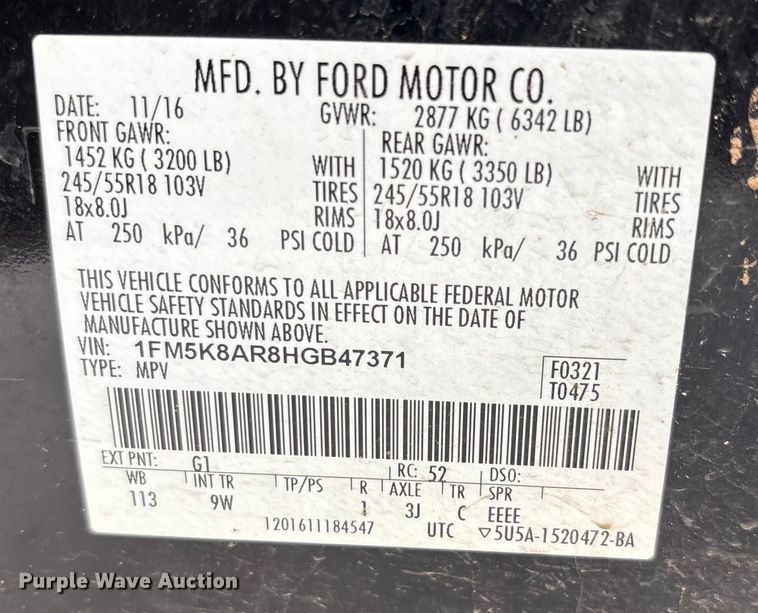 MFD. BY FORD MOTOR CO.
DATE: 11/16 GVWR: 2877 KG ( 6342 LB)
FRONT GAWR: REAR GAWR:
1452 KG ( 3200 LB) WITH 1520 KG ( 3350 LB) WITH
245/55R18 103V TIRES 245/55R18 103V TIRES
18x8.0J RIMS 18x8.0J RIMS
AT 250 kPa/ 36 PSI COLD AT 250 kPa/ 36 PSI COLD
THIS VEHICLE CONFORMS TO ALL APPLICABLE FEDERAL MOTOR
VEHICLE SAFETY STANDARDS IN EFFECT ON THE DATE OF
MANUFACTURE SHOWN ABOVE.
VIN: 1FM5K8AR8HGB47371
TYPE: MPV F0321
T0475
EXT PNT: G1 RC: 52 DSO:
WB INT TR TP/PS R AXLE TR SPR
113 9W 1 3J C EEEE
1201611184547 UTC ▽5U5A-1520472-BA
Purple Wave Auction